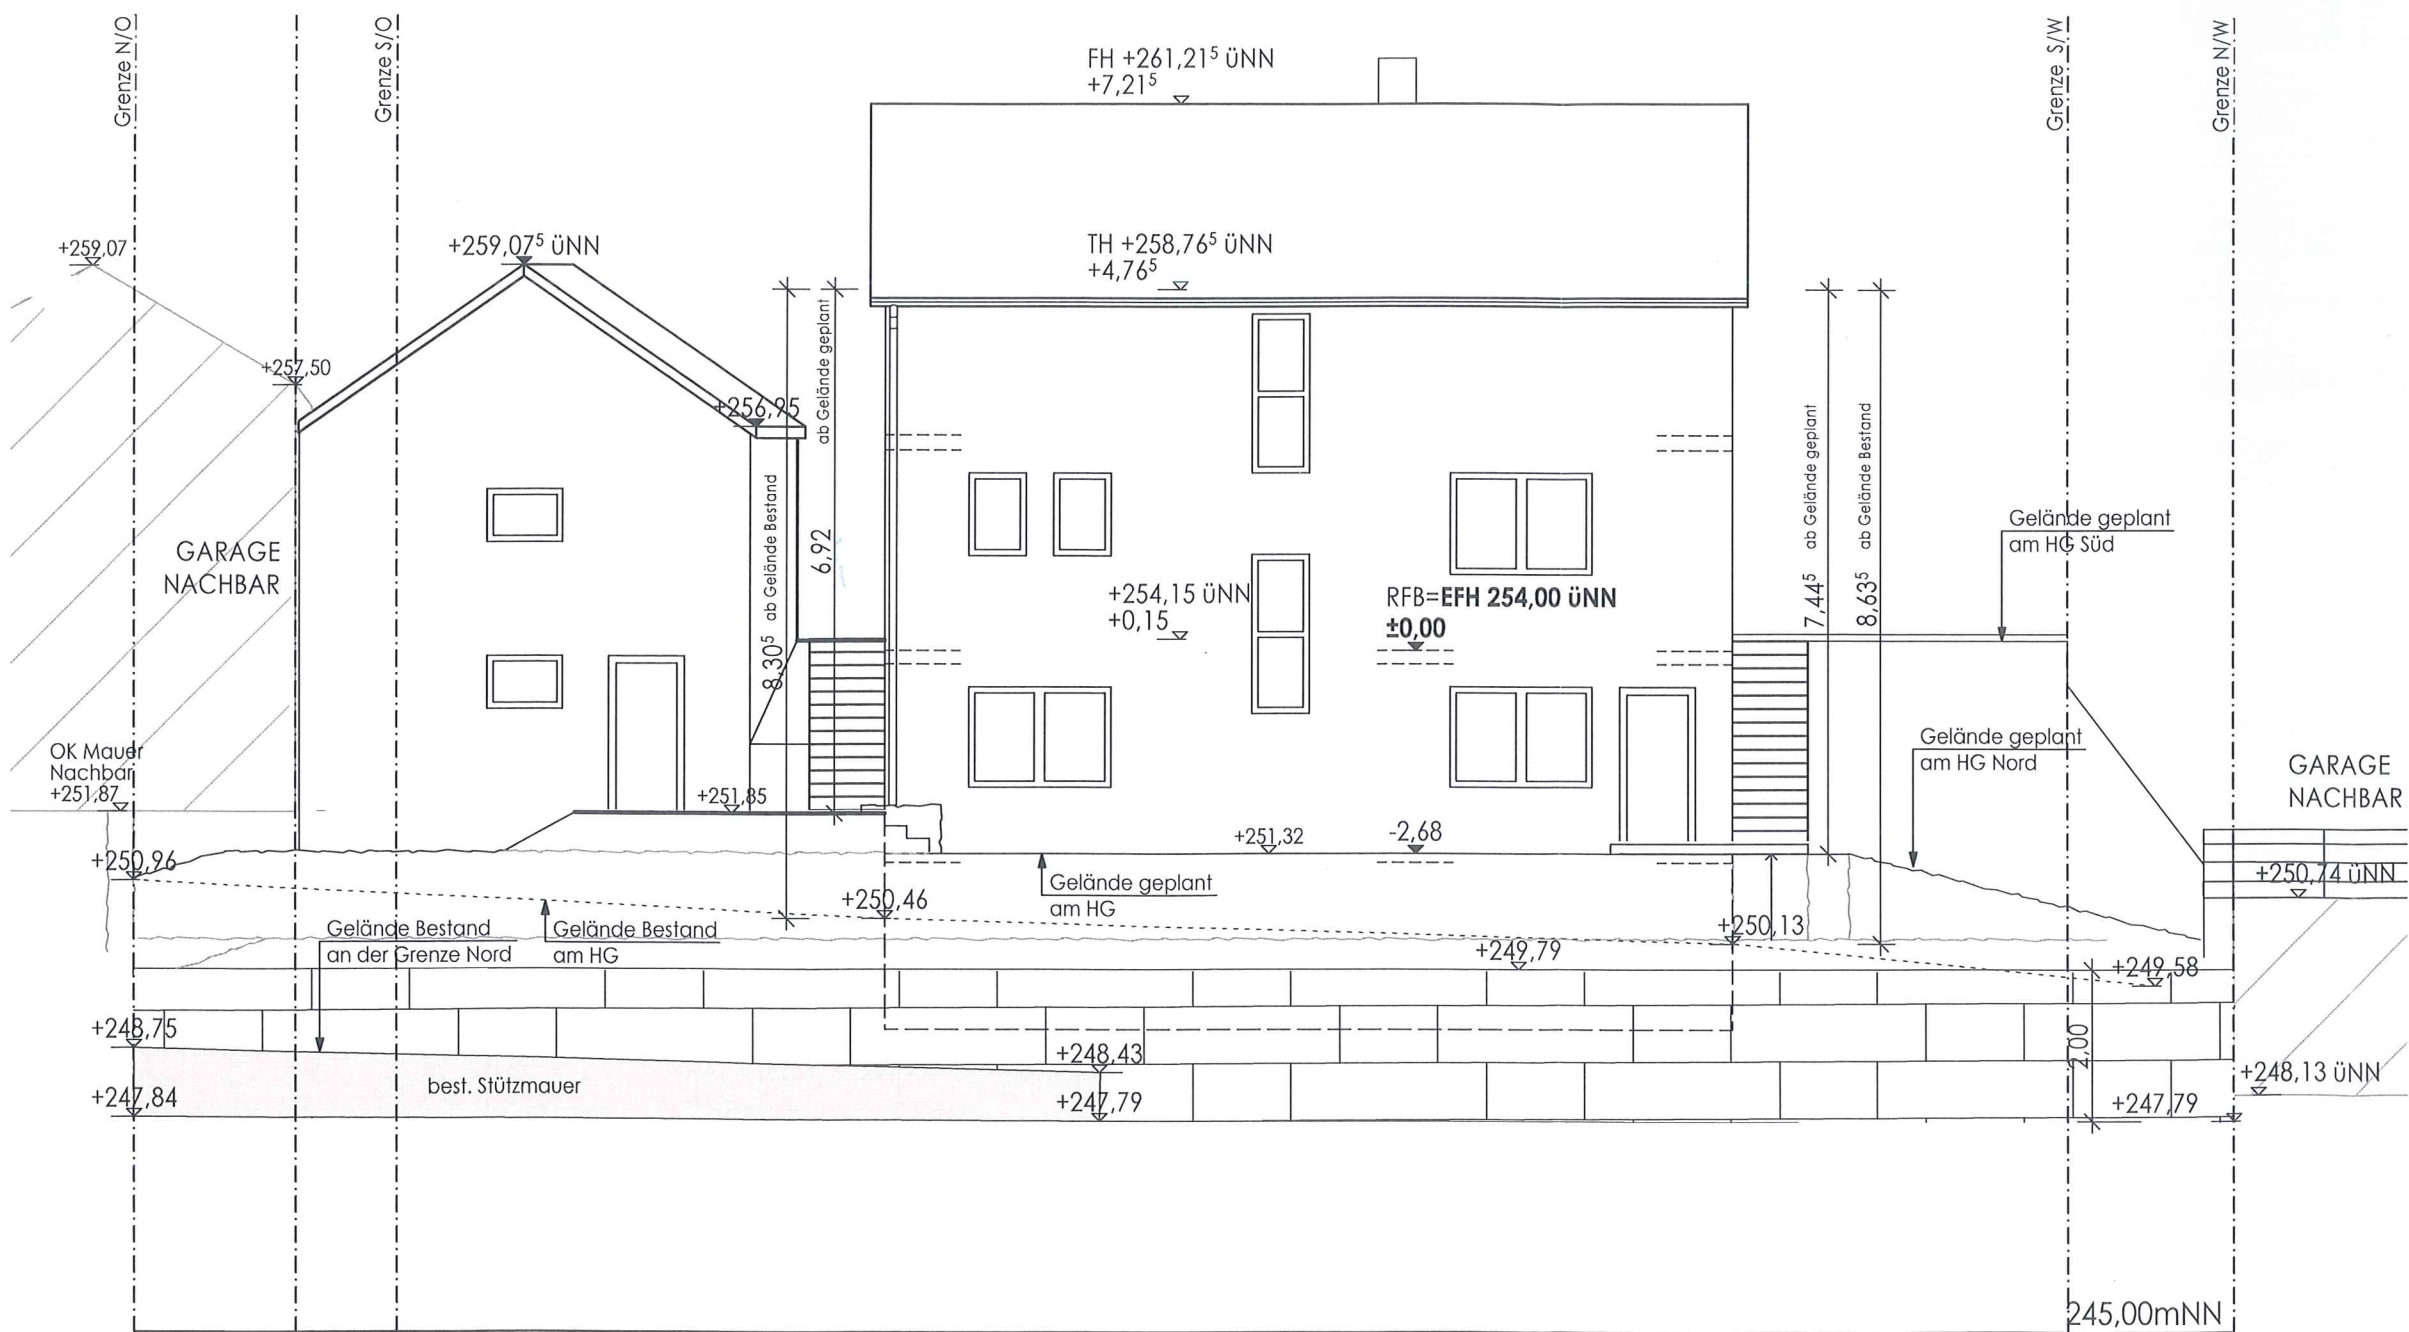 Grenze N/O
Grenze S/O
Grenze S/W
Grenze N/W
FH +261,21⁵ üNN
+7,21⁵
+259,07
+259,07⁵ üNN
TH +258,76⁵ üNN
+4,76⁵
+257,50
+256,95
ab Gelände geplant
6,92
ab Gelände Bestand
8,30⁵
ab Gelände geplant
7,44⁵
ab Gelände Bestand
8,63⁵
GARAGE
NACHBAR
Gelände geplant
am HG Süd
+254,15 üNN
+0,15
RFB=EFH 254,00 üNN
±0,00
OK Mauer
Nachbar
+251,87
+251,85
Gelände geplant
am HG Nord
GARAGE
NACHBAR
+251,32
-2,68
+250,96
+250,74 üNN
Gelände geplant
am HG
+250,46
+250,13
Gelände Bestand
an der Grenze Nord
Gelände Bestand
am HG
+249,79
+249,58
+248,75
+248,43
2,00
best. Stützmauer
+248,13 üNN
+247,84
+247,79
+247,79
245,00mNN